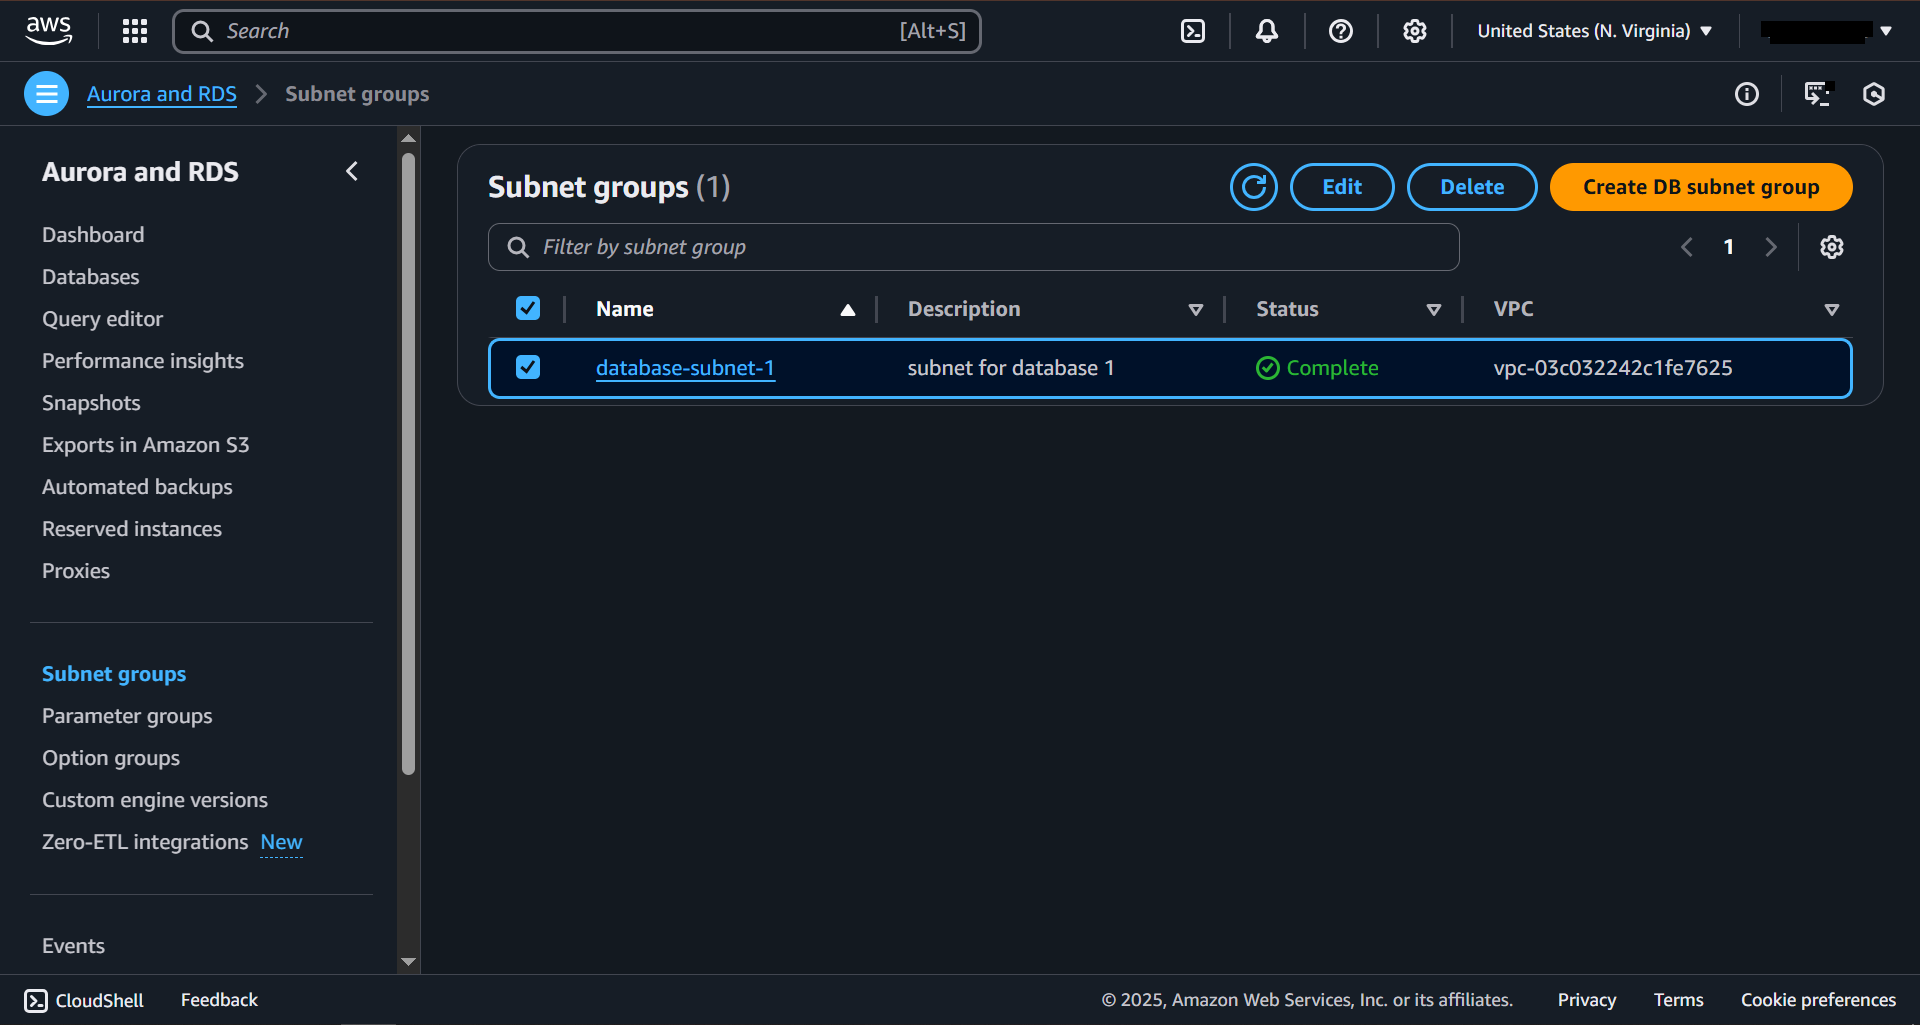 aws
Search [Alt+S]
United States (N. Virginia)
Aurora and RDS > Subnet groups
Aurora and RDS
Dashboard
Databases
Query editor
Performance insights
Snapshots
Exports in Amazon S3
Automated backups
Reserved instances
Proxies
Subnet groups
Parameter groups
Option groups
Custom engine versions
Zero-ETL integrations New
Events
Subnet groups (1)
Edit
Delete
Create DB subnet group
Filter by subnet group
1
Name Description Status VPC
database-subnet-1 subnet for database 1 Complete vpc-03c032242c1fe7625
CloudShell Feedback
© 2025, Amazon Web Services, Inc. or its affiliates. Privacy Terms Cookie preferences